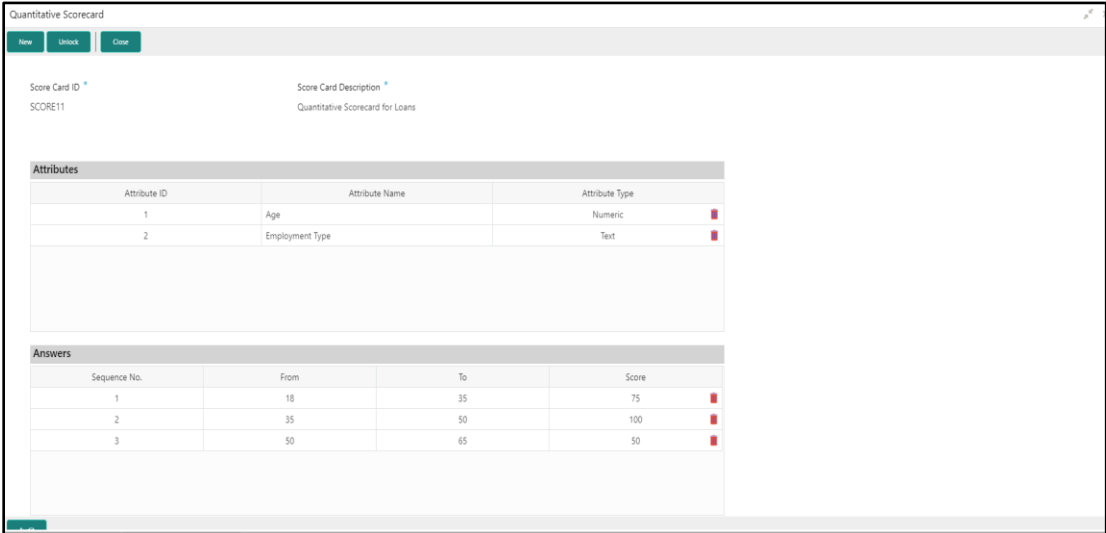 Quantitative Scorecard
New Unlock Close
Score Card ID * Score Card Description *
SCORE11 Quantitative Scorecard for Loans
Attributes
Attribute ID Attribute Name Attribute Type
1 Age Numeric
2 Employment Type Text
Answers
Sequence No. From To Score
1 18 35 75
2 35 50 100
3 50 65 50